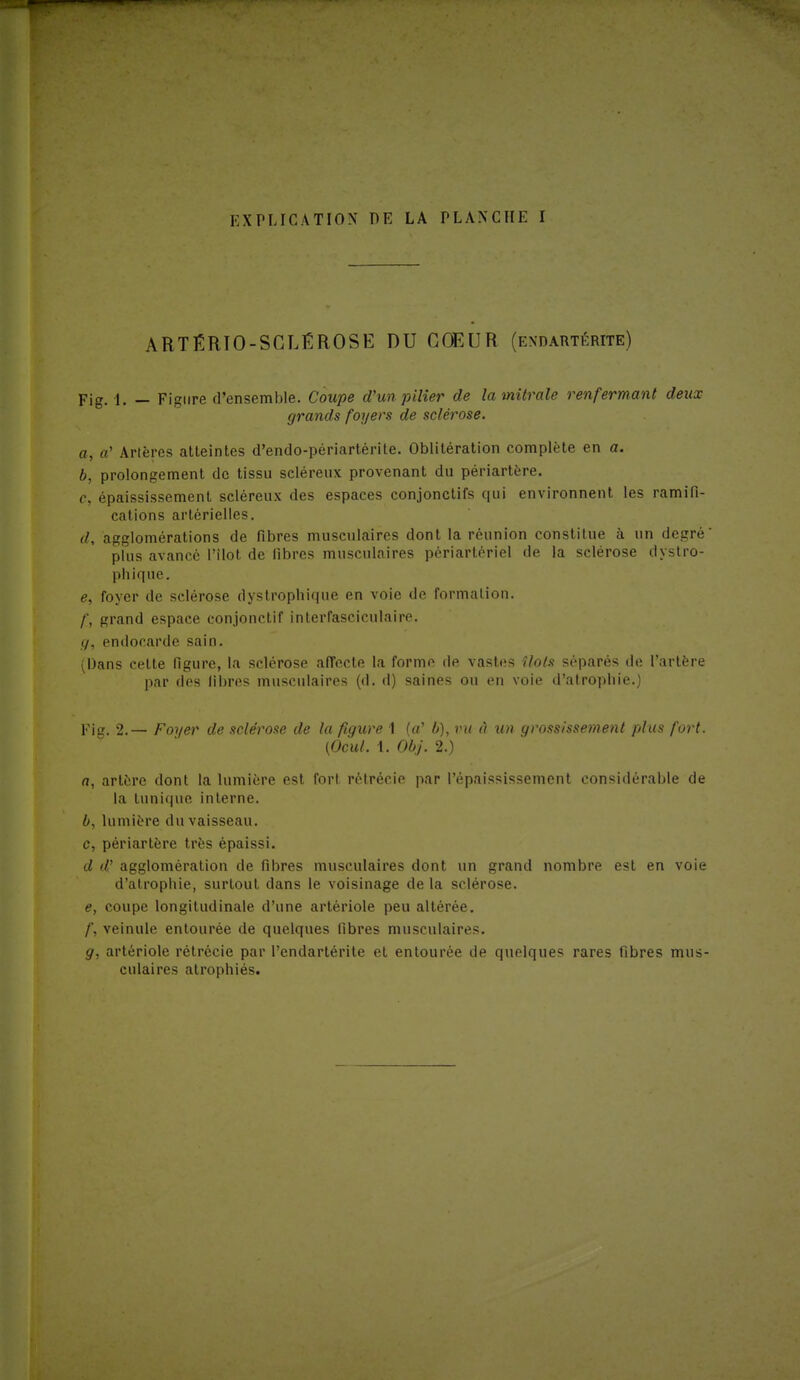 EXPLICATION DE LA PLANCHE I
ARTÉRIO-SCLÉROSE DU CŒUR (ENDARTÉRITE)
Fig. 1. — Figure d'ensemble. Coupe d'un pilier de la mitrale renfermant deux
grands foyers de sclérose.
a, a' Artères atteintes d'endo-périartérite. Oblitération complète en a.
b, prolongement de tissu scléreux provenant du périartère.
c, épaississement scléreux des espaces conjonctifs qui environnent les ramifi-
cations artérielles.
d, agglomérations de fibres musculaires dont la réunion constitue à un degré
plus avancé l'îlot de fibres musculaires périartériel de la sclérose dystro-
phique.
e, foyer de sclérose dystrophique en voie de formation.
f, grand espace conjonctif interfasciculaire.
g, endocarde sain.
(Dans cette figure, la sclérose affecte la forme de vastes îlots séparés de l'artère
par des fibres musculaires (d. d) saines ou en voie d'atrophie.)
Fig. 2.— Foyer de sclérose de la figure 1 (a' b), vu à un grossissement plus fort.
(Ocul. 1. Obj. 2.)
a, artère dont la lumière est fort rétrécie par l'épaississement considérable de
la tunique interne.
b, lumière du vaisseau.
c, périartère très épaissi.
d d' agglomération de fibres musculaires dont un grand nombre est en voie
d'atrophie, surtout dans le voisinage de la sclérose.
e, coupe longitudinale d'une artériole peu altérée.
f, veinule entourée de quelques fibres musculaires.
g, artériole rétrécie par l'endartérite et entourée de quelques rares fibres mus-
culaires atrophiés.